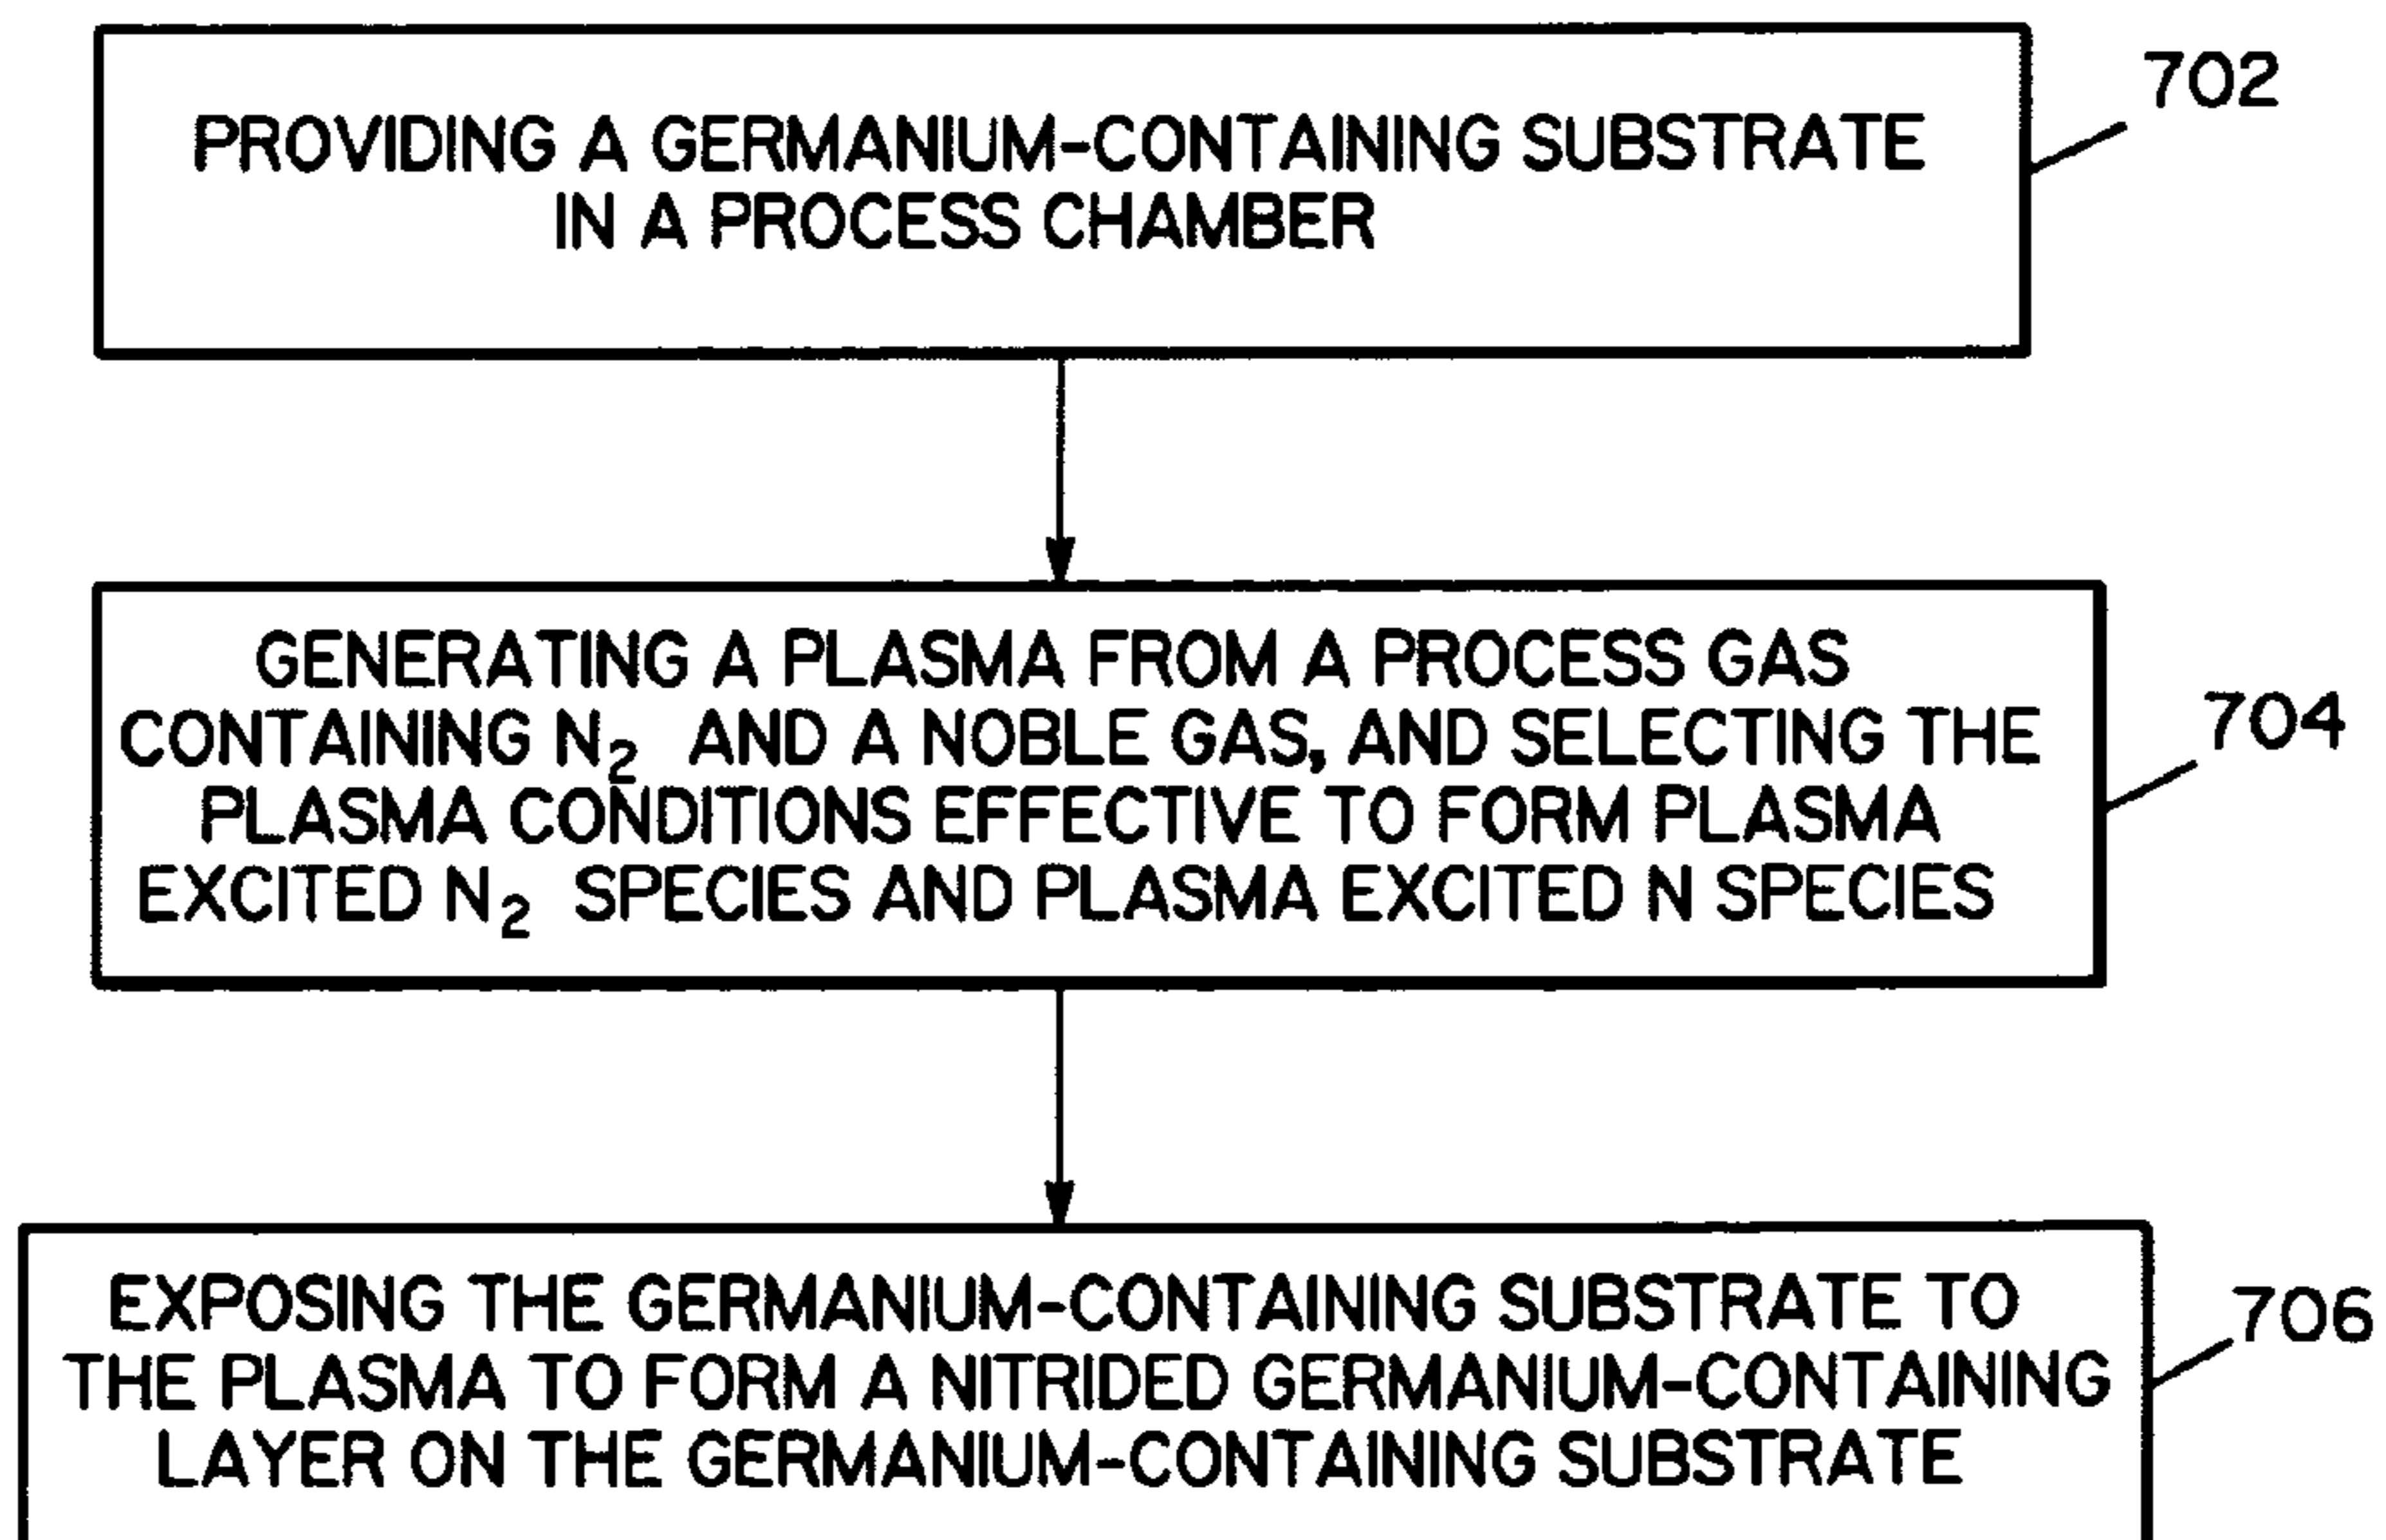 PROVIDING A GERMANIUM-CONTAINING SUBSTRATE
IN A PROCESS CHAMBER
702
GENERATING A PLASMA FROM A PROCESS GAS
CONTAINING N₂ AND A NOBLE GAS, AND SELECTING THE
PLASMA CONDITIONS EFFECTIVE TO FORM PLASMA
EXCITED N₂ SPECIES AND PLASMA EXCITED N SPECIES
704
EXPOSING THE GERMANIUM-CONTAINING SUBSTRATE TO
THE PLASMA TO FORM A NITRIDED GERMANIUM-CONTAINING
LAYER ON THE GERMANIUM-CONTAINING SUBSTRATE
706